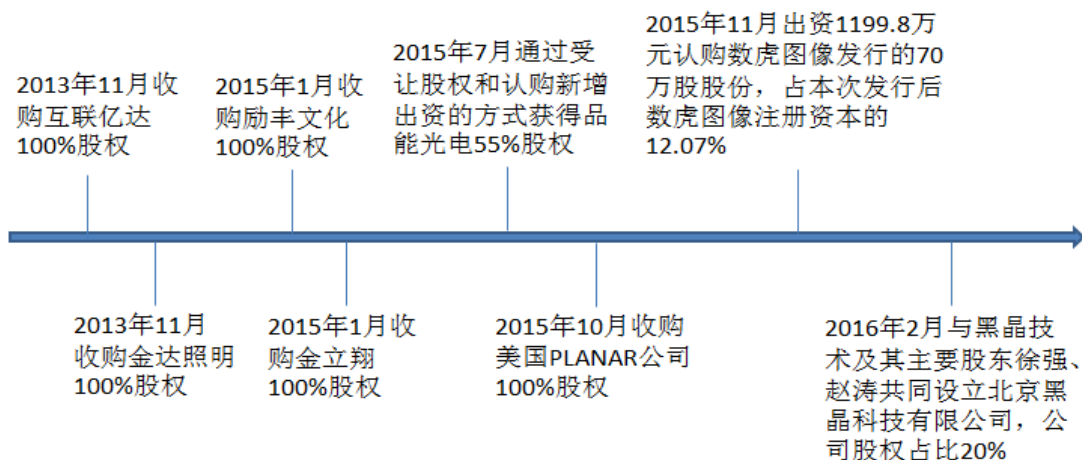 2013年11月收
购互联亿达
100%股权
2015年1月收
购励丰文化
100%股权
2015年7月通过受
让股权和认购新增
出资的方式获得品
能光电55%股权
2015年11月出资1199.8万
元认购数虎图像发行的70
万股股份，占本次发行后
数虎图像注册资本的
12.07%
2013年11月
收购金达照明
100%股权
2015年1月收
购金立翔
100%股权
2015年10月收购
美国PLANAR公司
100%股权
2016年2月与黑晶技
术及其主要股东徐强、
赵涛共同设立北京黑
晶科技有限公司，公
司股权占比20%